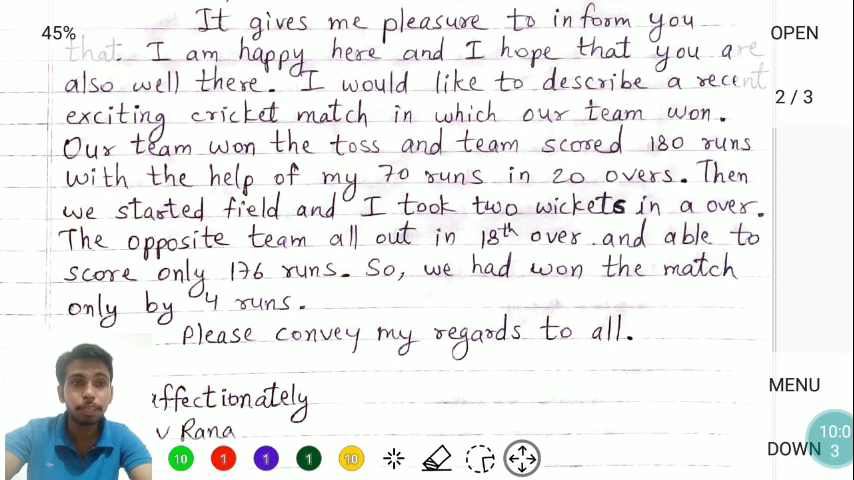 It gives me pleasure to inform you
45%
OPEN
that. I am happy here and I hope that you are
also well there. I would like to describe a recent
2 / 3
exciting cricket match in which our team won.
Our team won the toss and team scored 180 runs
with the help of my 70 runs in 20 overs. Then
we started field and I took two wickets in a over.
The opposite team all out in 18th over and able to
score only 176 runs. So, we had won the match
only by 4 runs.
Please convey my regards to all.
MENU
ffectionately
v Rana
10:0
3
DOWN
10 1 1 1 10